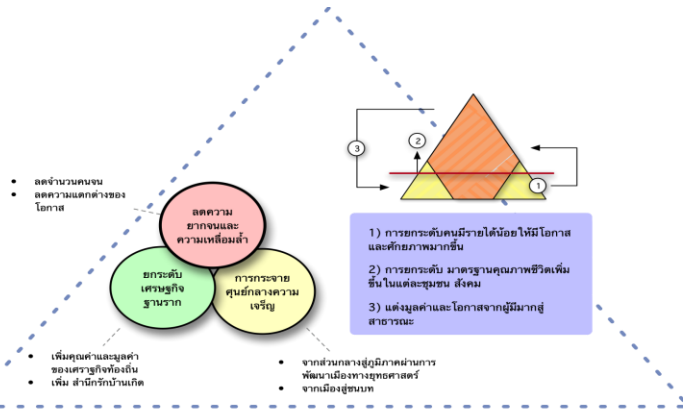 • ลดจำนวนคนจน
• ลดความแตกต่างของ
โอกาส
ลดความ
ยากจนและ
ความเหลื่อมล้ำ
ยกระดับ
เศรษฐกิจ
ฐานราก
การกระจาย
ศูนย์กลางความ
เจริญ
• เพิ่มคุณค่าและมูลค่า
ของเศราฐกิจท้องถิ่น
• เพิ่ม สำนึกรักบ้านเกิด
• จากส่วนกลางสู่ภูมิภาคผ่านการ
พัฒนาเมืองทางยุทธศาสตร์
• จากเมืองสู่ชนบท
3
2
1
1) การยกระดับคนมีรายได้น้อยให้มีโอกาส
และศักยภาพมากขึ้น
2) การยกระดับ มาตรฐานคุณภาพชีวิตเพิ่ม
ขึ้นในแต่ละชุมชน สังคม
3) แต่งมูลค่าและโอกาสจากผู้มีมากสู่
สาธารณะ